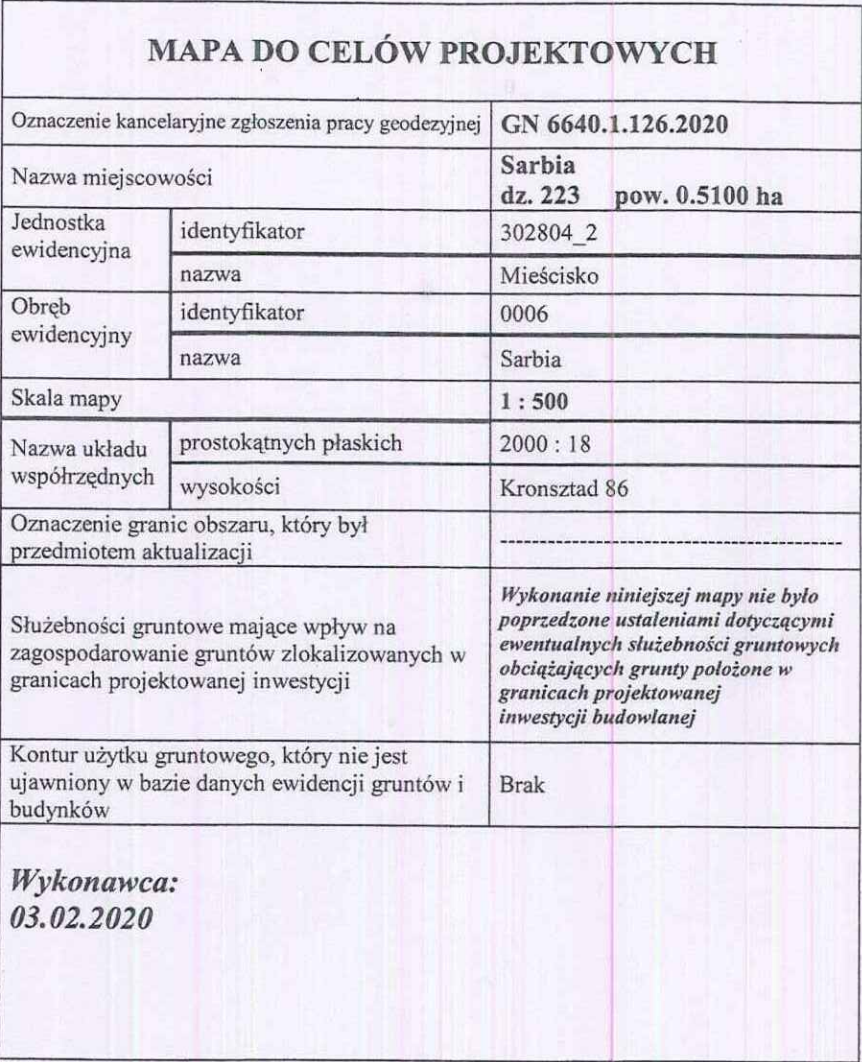 MAPA DO CELÓW PROJEKTOWYCH
Oznaczenie kancelaryjne zgłoszenia pracy geodezyjnej GN 6640.1.126.2020
Nazwa miejscowości
Sarbia
dz. 223 pow. 0.5100 ha
Jednostka
ewidencyjna
identyfikator 302804_2
nazwa Mieścisko
Obręb
ewidencyjny
identyfikator 0006
nazwa Sarbia
Skala mapy 1 : 500
Nazwa układu
współrzędnych
prostokątnych płaskich 2000 : 18
wysokości Kronsztad 86
Oznaczenie granic obszaru, który był
przedmiotem aktualizacji
-------------------------------------------
Służebności gruntowe mające wpływ na
zagospodarowanie gruntów zlokalizowanych w
granicach projektowanej inwestycji
Wykonanie niniejszej mapy nie było
poprzedzone ustaleniami dotyczącymi
ewentualnych służebności gruntowych
obciążających grunty położone w
granicach projektowanej
inwestycji budowlanej
Kontur użytku gruntowego, który nie jest
ujawniony w bazie danych ewidencji gruntów i
budynków
Brak
Wykonawca:
03.02.2020